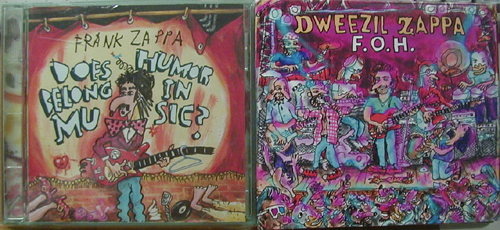 FRANK ZAPPA
DOES HUMOR
BELONG IN
MUSIC?
DWEEZIL ZAPPA
F.O.H.